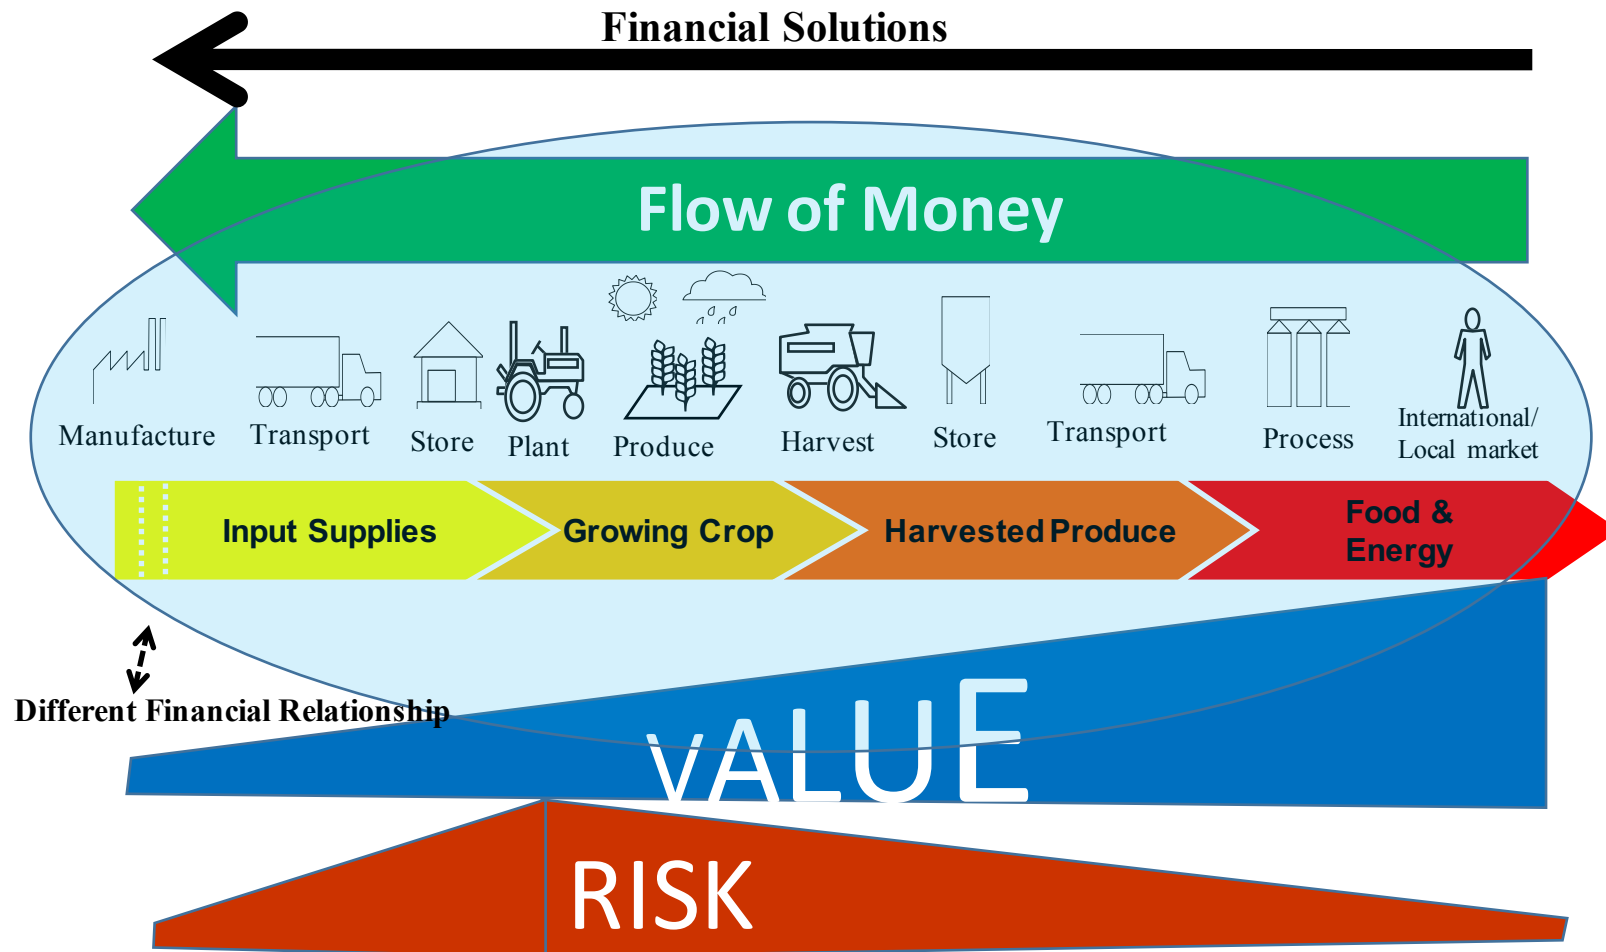 Financial Solutions
Flow of Money
Manufacture
Transport
Store
Plant
Produce
Harvest
Store
Transport
Process
International/
Local market
Input Supplies
Growing Crop
Harvested Produce
Food &
Energy
Different Financial Relationship
vALUE
RISK